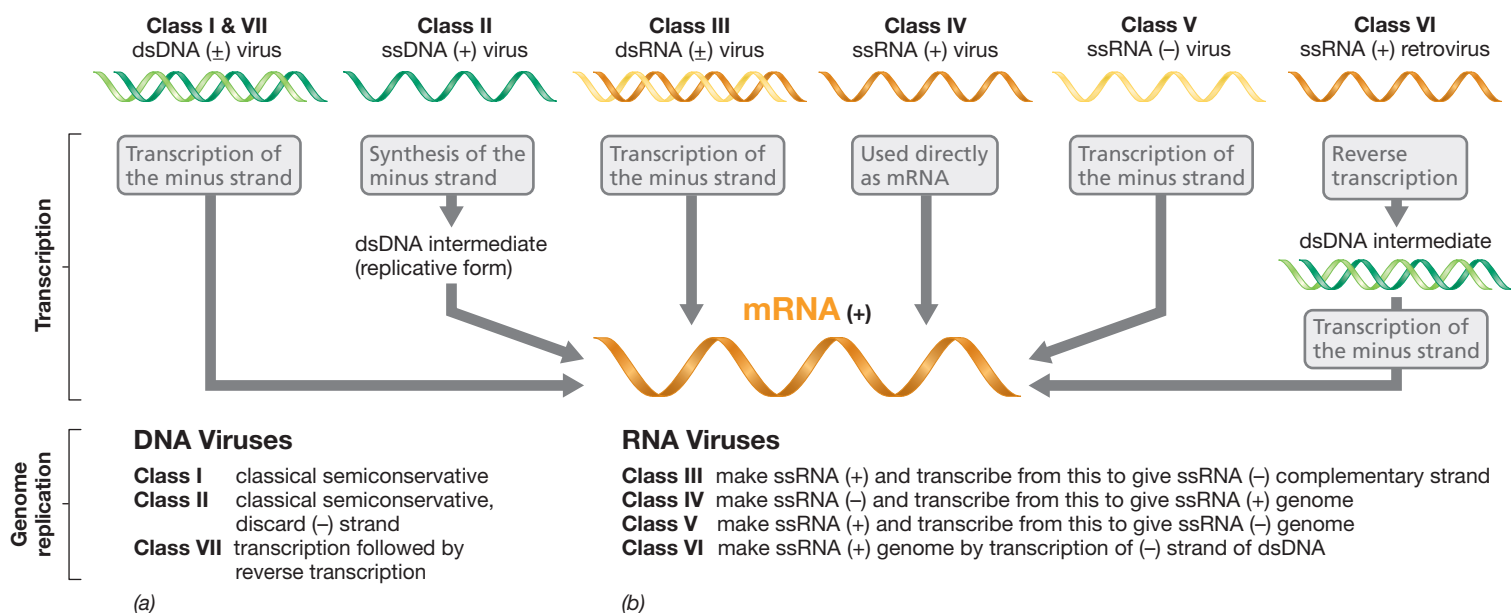 Class I & VII
dsDNA (±) virus
Class II
ssDNA (+) virus
Class III
dsRNA (±) virus
Class IV
ssRNA (+) virus
Class V
ssRNA (–) virus
Class VI
ssRNA (+) retrovirus
Transcription
Transcription of
the minus strand
Synthesis of the
minus strand
Transcription of
the minus strand
Used directly
as mRNA
Transcription of
the minus strand
Reverse
transcription
dsDNA intermediate
(replicative form)
dsDNA intermediate
mRNA (+)
Transcription of
the minus strand
Genome
replication
DNA Viruses
Class I classical semiconservative
Class II classical semiconservative,
discard (–) strand
Class VII transcription followed by
reverse transcription
(a)
RNA Viruses
Class III make ssRNA (+) and transcribe from this to give ssRNA (–) complementary strand
Class IV make ssRNA (–) and transcribe from this to give ssRNA (+) genome
Class V make ssRNA (+) and transcribe from this to give ssRNA (–) genome
Class VI make ssRNA (+) genome by transcription of (–) strand of dsDNA
(b)